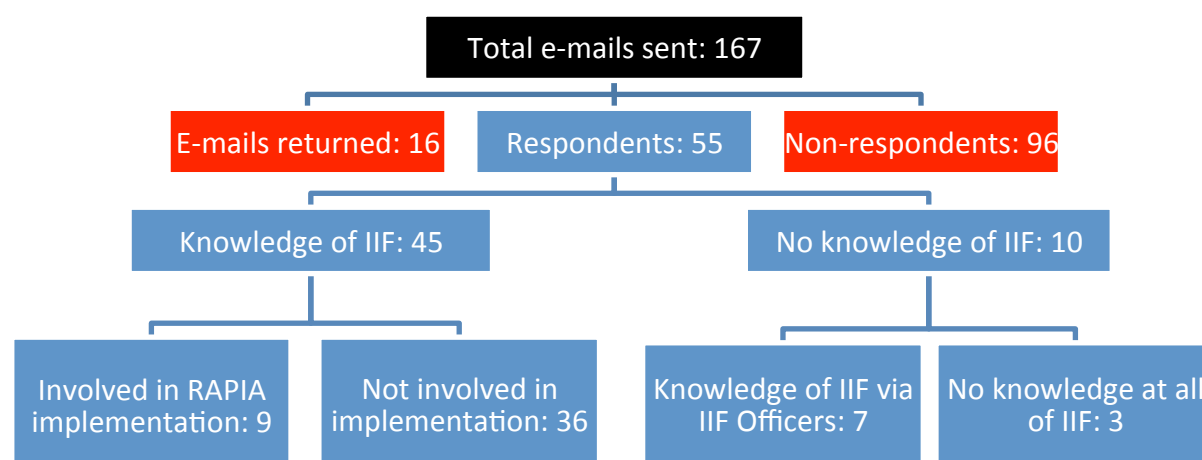 Total e-mails sent: 167
E-mails returned: 16
Respondents: 55
Non-respondents: 96
Knowledge of IIF: 45
No knowledge of IIF: 10
Involved in RAPIA
implementation: 9
Not involved in
implementation: 36
Knowledge of IIF via
IIF Officers: 7
No knowledge at all
of IIF: 3